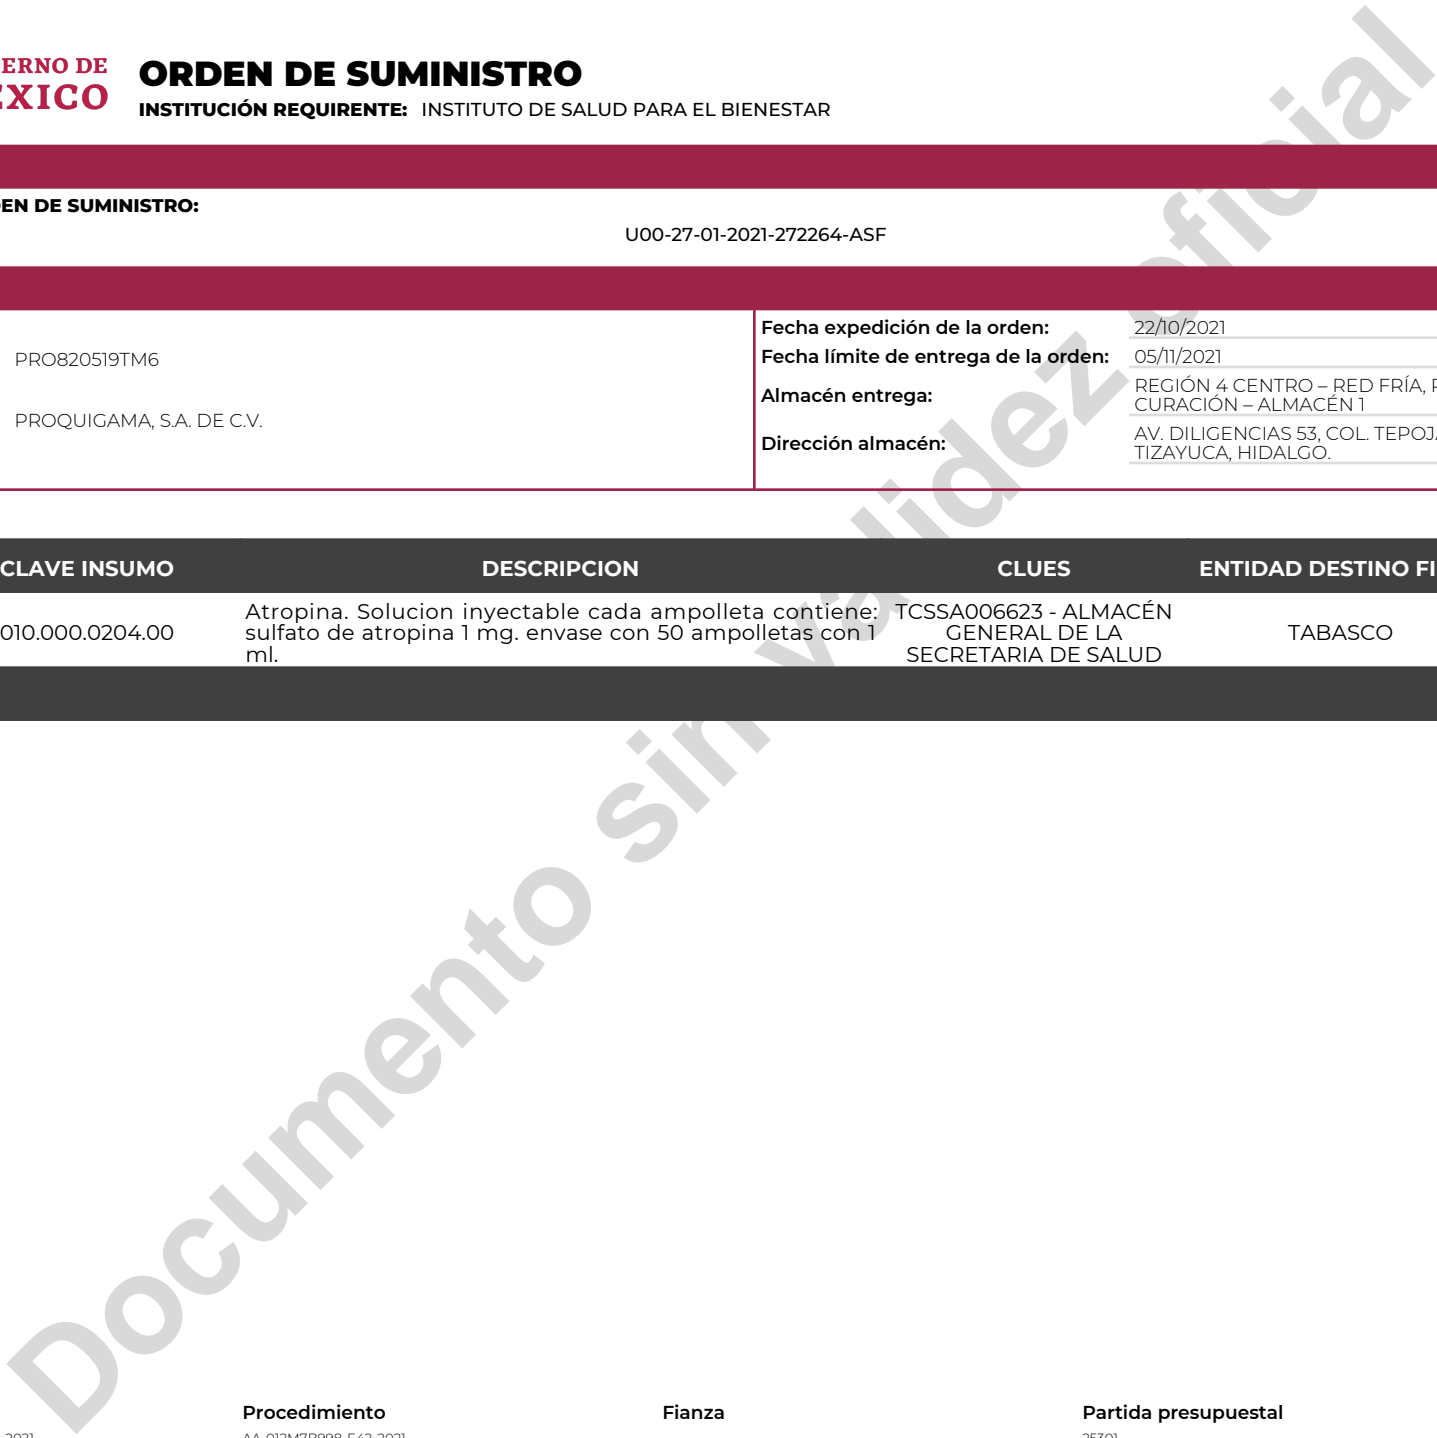 ERNO DE
ÉXICO
ORDEN DE SUMINISTRO
INSTITUCIÓN REQUIRENTE: INSTITUTO DE SALUD PARA EL BIENESTAR
EN DE SUMINISTRO:
U00-27-01-2021-272264-ASF
PRO820519TM6
PROQUIGAMA, S.A. DE C.V.
Fecha expedición de la orden: 22/10/2021
Fecha límite de entrega de la orden: 05/11/2021
Almacén entrega: REGIÓN 4 CENTRO – RED FRÍA,
CURACIÓN – ALMACÉN 1
Dirección almacén: AV. DILIGENCIAS 53, COL. TEPOJ
TIZAYUCA, HIDALGO.
CLAVE INSUMO DESCRIPCION CLUES ENTIDAD DESTINO FI
010.000.0204.00
Atropina. Solucion inyectable cada ampolleta contiene:
sulfato de atropina 1 mg. envase con 50 ampolletas con 1
ml.
TCSSA006623 - ALMACÉN
GENERAL DE LA
SECRETARIA DE SALUD
TABASCO
Documento sin validez oficial
Procedimiento Fianza Partida presupuestal